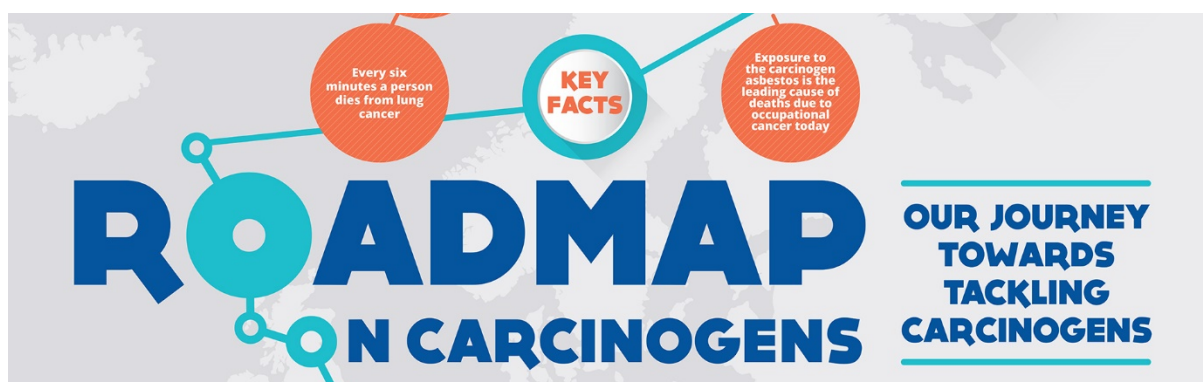 Every six
minutes a person
dies from lung
cancer
KEY
FACTS
Exposure to
the carcinogen
asbestos is the
leading cause of
deaths due to
occupational
cancer today
ROADMAP
ON CARCINOGENS
OUR JOURNEY
TOWARDS
TACKLING
CARCINOGENS